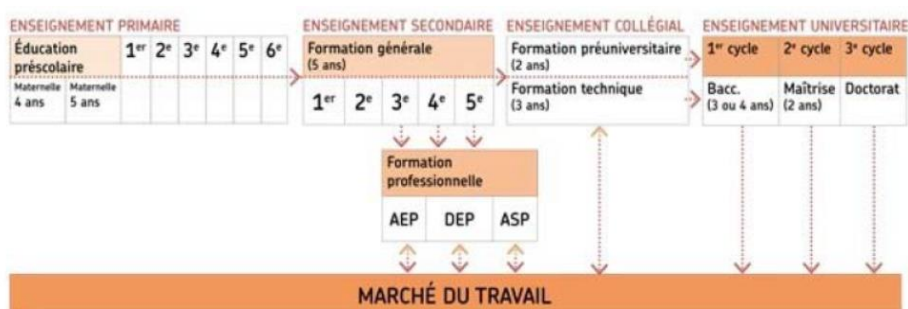 ENSEIGNEMENT PRIMAIRE
Éducation
préscolaire
1er 2e 3e 4e 5e 6e
Maternelle
4 ans
Maternelle
5 ans
ENSEIGNEMENT SECONDAIRE
Formation générale
(5 ans)
1er 2e 3e 4e 5e
Formation
professionnelle
AEP DEP ASP
ENSEIGNEMENT COLLÉGIAL
Formation préuniversitaire
(2 ans)
Formation technique
(3 ans)
ENSEIGNEMENT UNIVERSITAIRE
1er cycle 2e cycle 3e cycle
Bacc.
(3 ou 4 ans)
Maîtrise
(2 ans)
Doctorat
MARCHÉ DU TRAVAIL